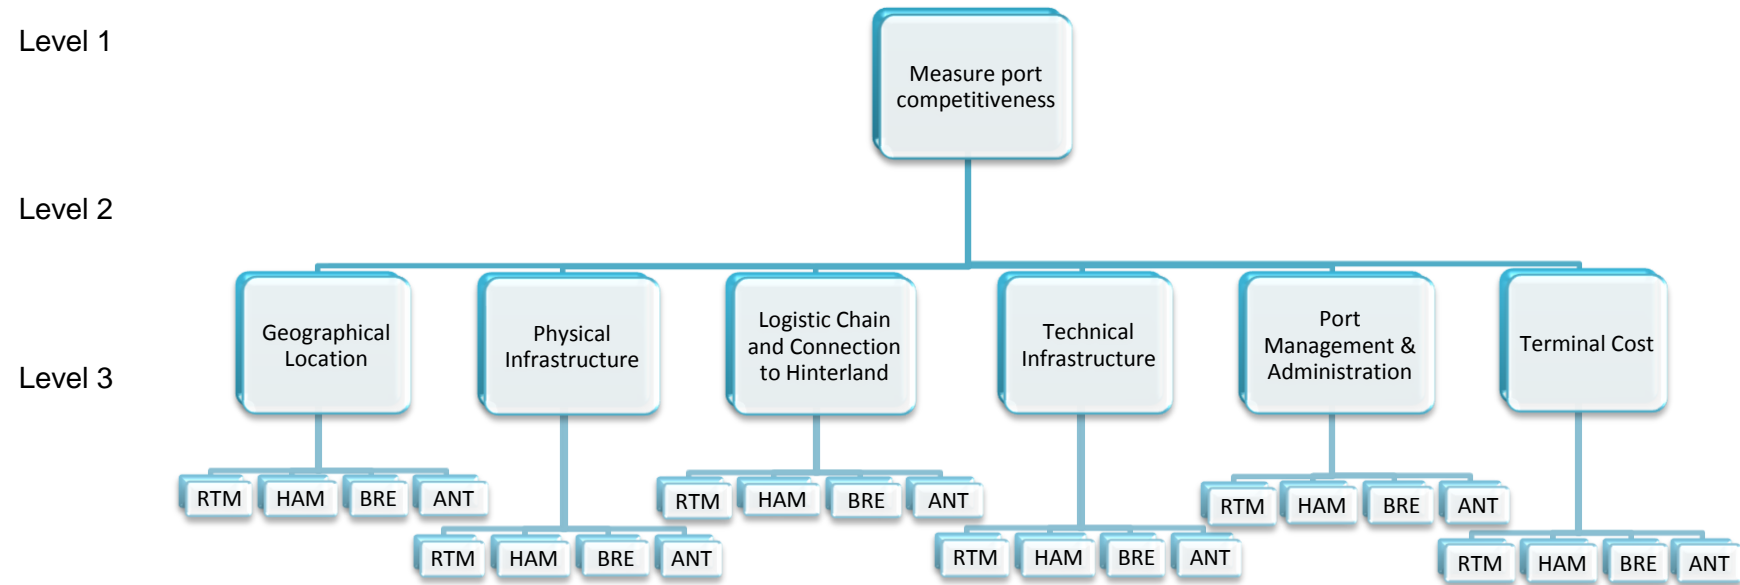 Level 1
Measure port
competitiveness
Level 2
Geographical
Location
Physical
Infrastructure
Logistic Chain
and Connection
to Hinterland
Technical
Infrastructure
Port
Management &
Administration
Terminal Cost
Level 3
RTM HAM BRE ANT
RTM HAM BRE ANT
RTM HAM BRE ANT
RTM HAM BRE ANT
RTM HAM BRE ANT
RTM HAM BRE ANT